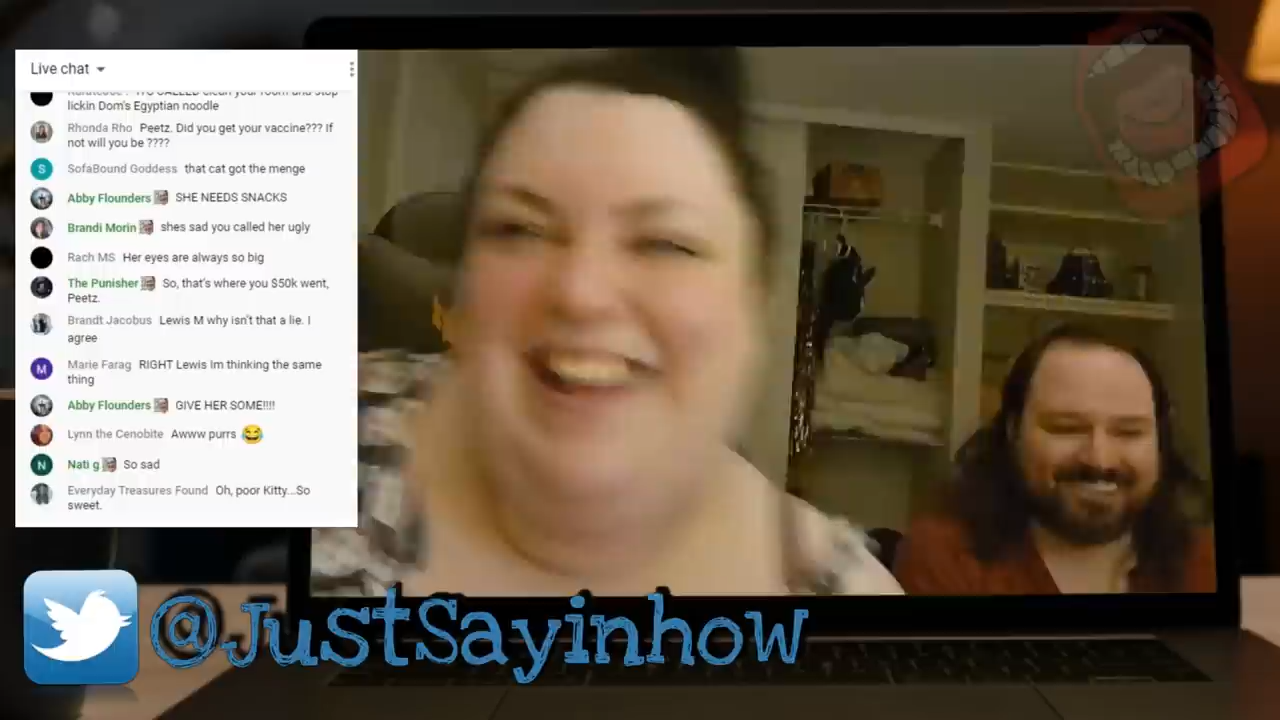 Live chat
clean your room and stop
lickin Dom's Egyptian noodle
Rhonda Rho Peetz. Did you get your vaccine??? If
not will you be ????
S SofaBound Goddess that cat got the menge
Abby Flounders SHE NEEDS SNACKS
Brandi Morin shes sad you called her ugly
Rach MS Her eyes are always so big
The Punisher So, that's where you $50k went,
Peetz.
Brandt Jacobus Lewis M why isn't that a lie. I
agree
M Marie Farag RIGHT Lewis Im thinking the same
thing
Abby Flounders GIVE HER SOME!!!!
Lynn the Cenobite Awww purrs 😂
N Nati g So sad
Everyday Treasures Found Oh, poor Kitty...So
sweet.
@JustSayinhow